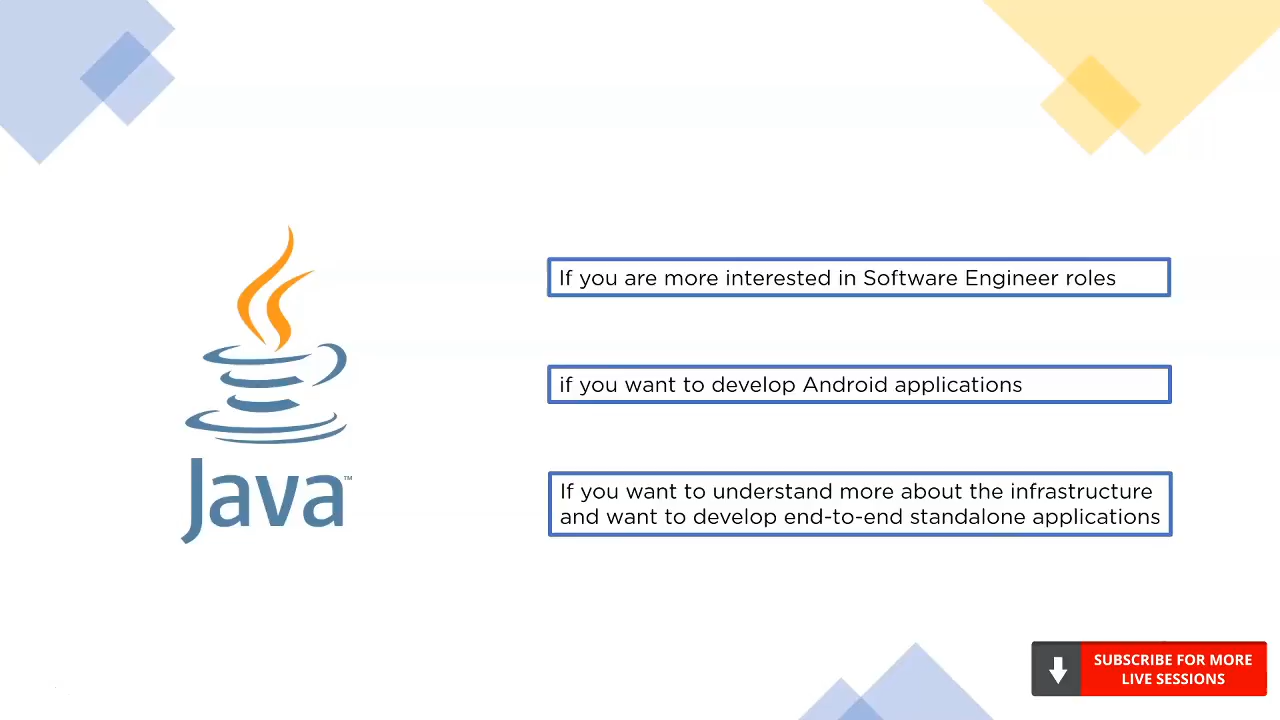 If you are more interested in Software Engineer roles
if you want to develop Android applications
If you want to understand more about the infrastructure
and want to develop end-to-end standalone applications
Java™
SUBSCRIBE FOR MORE
LIVE SESSIONS